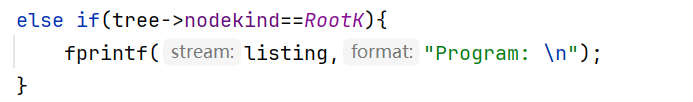 else if(tree->nodekind==RootK){
fprintf( stream: listing, format: "Program: \n");
}